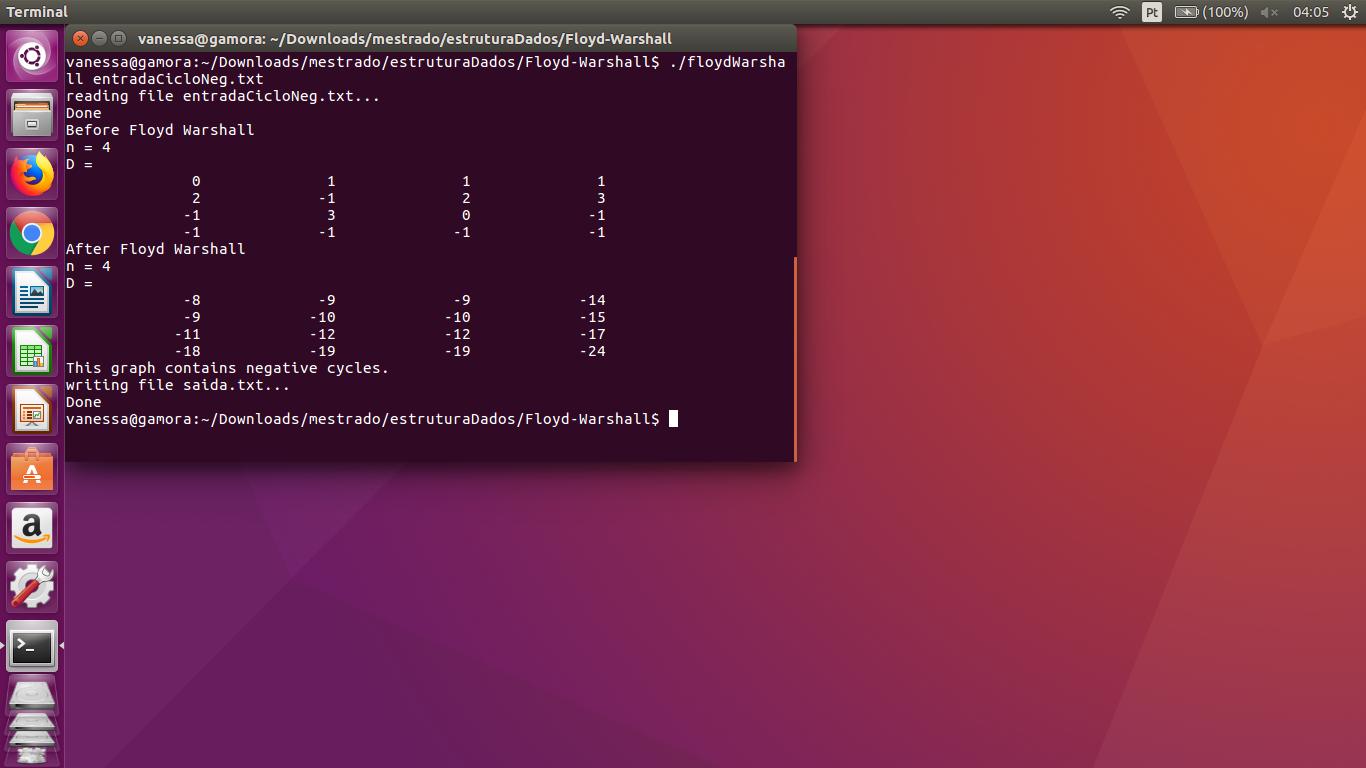 Terminal
Pt (100%) 04:05
vanessa@gamora: ~/Downloads/mestrado/estruturaDados/Floyd-Warshall
vanessa@gamora:~/Downloads/mestrado/estruturaDados/Floyd-Warshall$ ./floydWarsha
ll entradaCicloNeg.txt
reading file entradaCicloNeg.txt...
Done
Before Floyd Warshall
n = 4
D =
0 1 1 1
2 -1 2 3
-1 3 0 -1
-1 -1 -1 -1
After Floyd Warshall
n = 4
D =
-8 -9 -9 -14
-9 -10 -10 -15
-11 -12 -12 -17
-18 -19 -19 -24
This graph contains negative cycles.
writing file saida.txt...
Done
vanessa@gamora:~/Downloads/mestrado/estruturaDados/Floyd-Warshall$